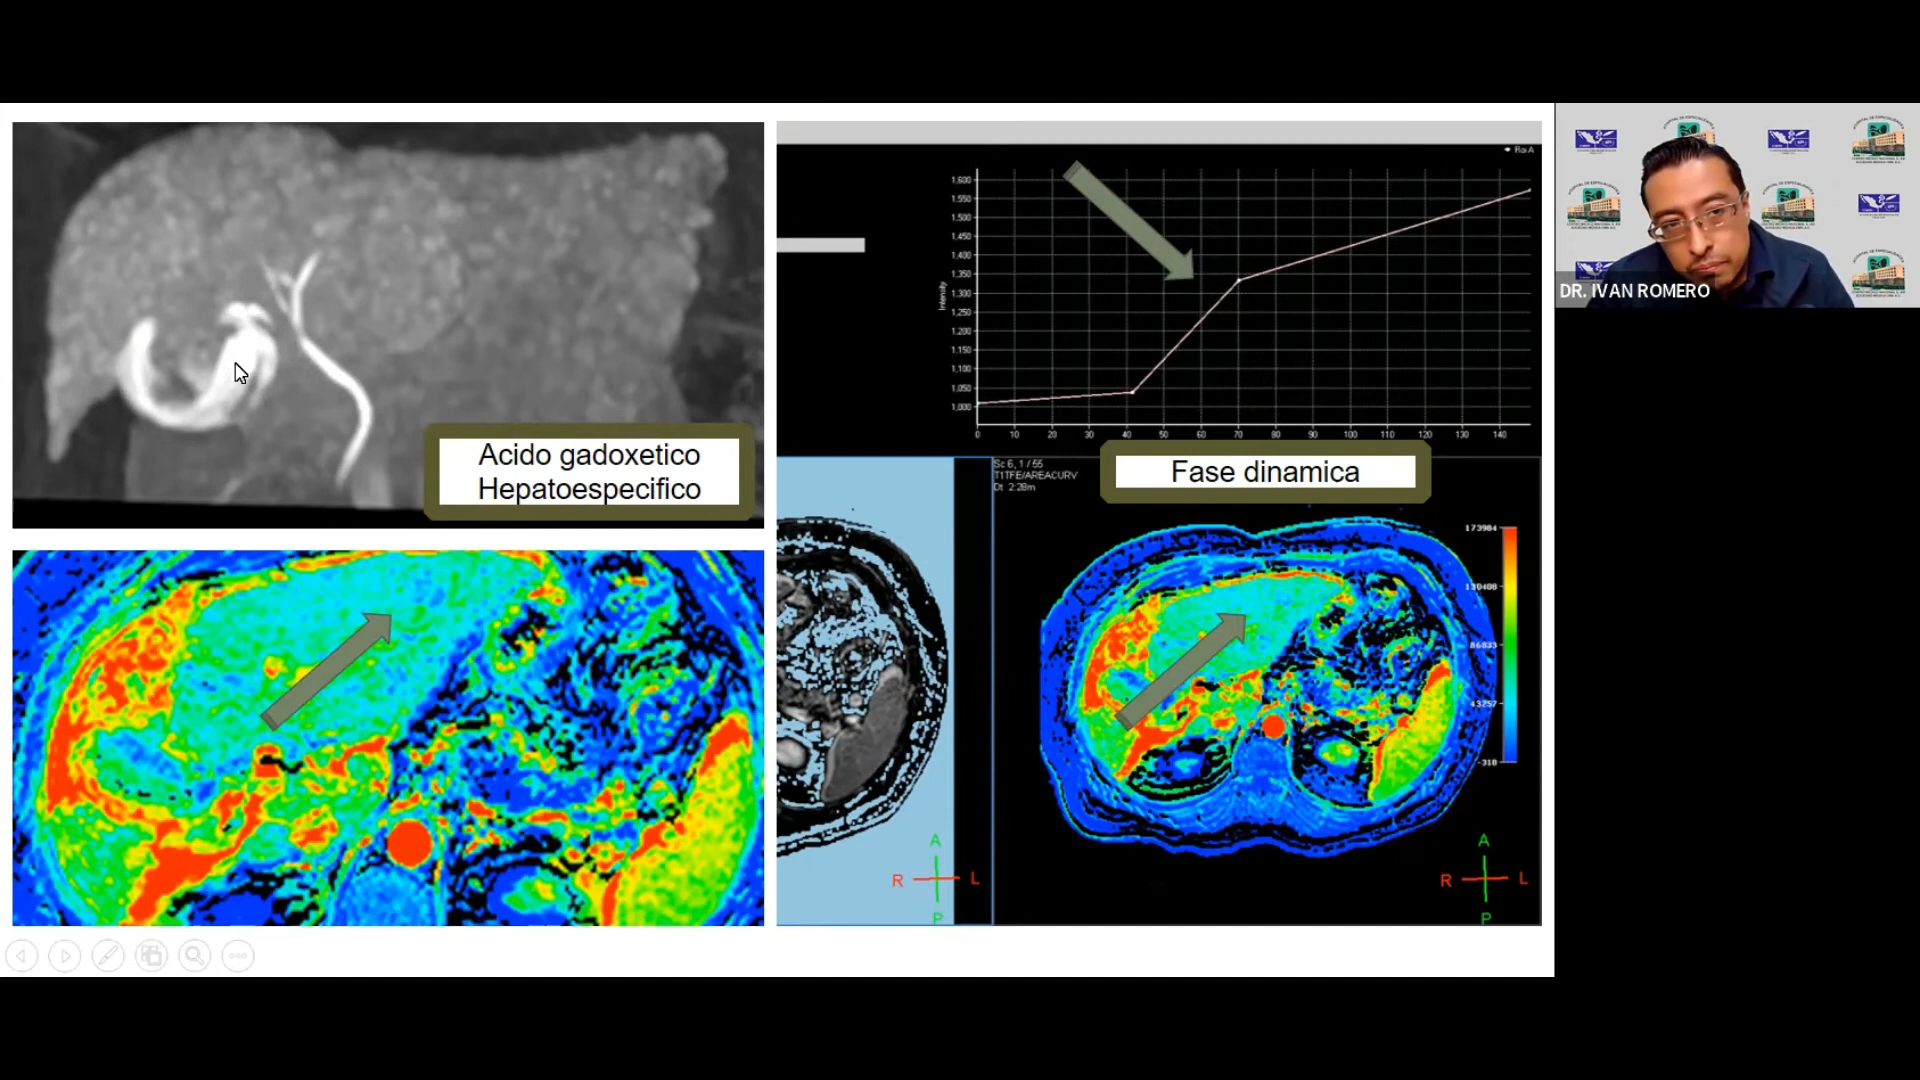 Acido gadoxetico
Hepatoespecifico
Roi A
1,600
1,550
1,500
1,450
1,400
1,350
1,300
1,250
1,200
1,150
1,100
1,050
1,000
Intensity
0 10 20 30 40 50 60 70 80 90 100 110 120 130 140
Sc 6, 1 / 55
T1TFE/AREACURV
Dt 2:28m
Fase dinamica
173984
130408
86833
43257
-318
A
R L
P
A
R L
P
DR. IVAN ROMERO